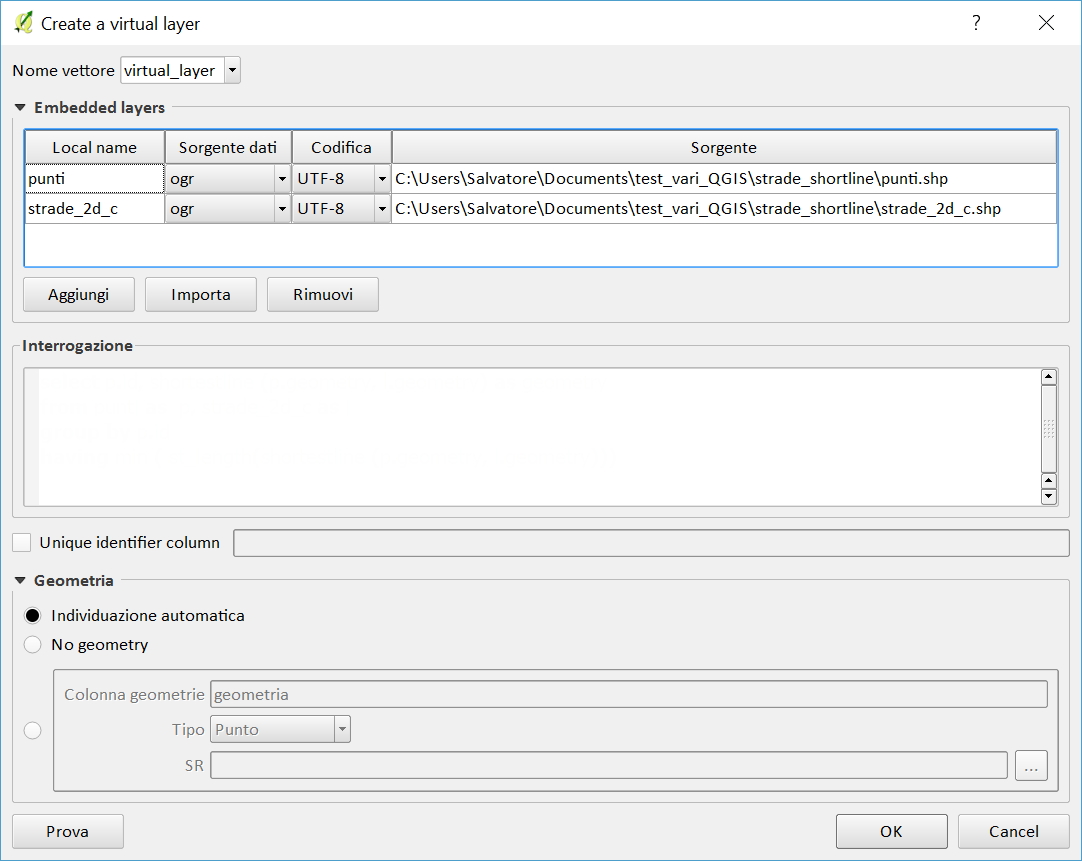 Create a virtual layer ?
Nome vettore virtual_layer
Embedded layers
Local name Sorgente dati Codifica Sorgente
punti ogr UTF-8 C:\Users\Salvatore\Documents\test_vari_QGIS\strade_shortline\punti.shp
strade_2d_c ogr UTF-8 C:\Users\Salvatore\Documents\test_vari_QGIS\strade_shortline\strade_2d_c.shp
Aggiungi Importa Rimuovi
Interrogazione
Unique identifier column
Geometria
Individuazione automatica
No geometry
Colonna geometrie geometria
Tipo Punto
SR ...
Prova OK Cancel